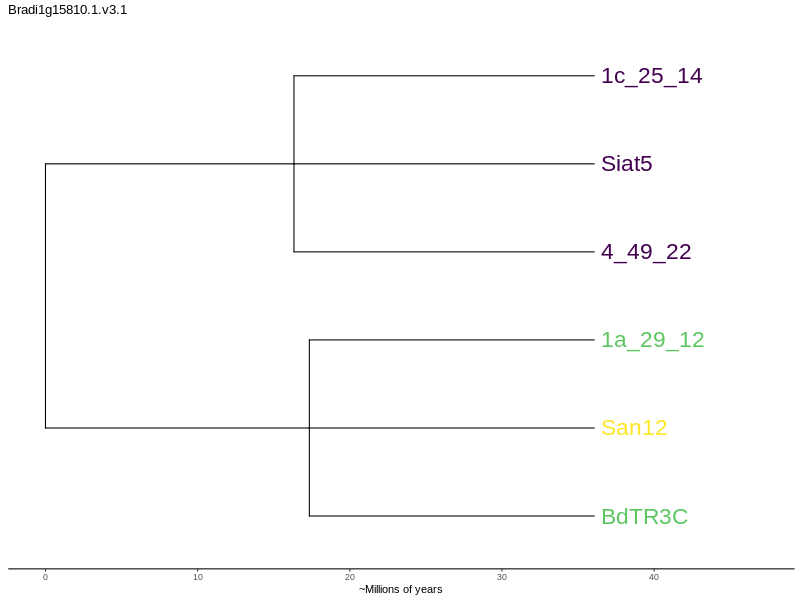 Bradi1g15810.1.v3.1
1c_25_14
Siat5
4_49_22
1a_29_12
San12
BdTR3C
0 10 20 30 40
~Millions of years